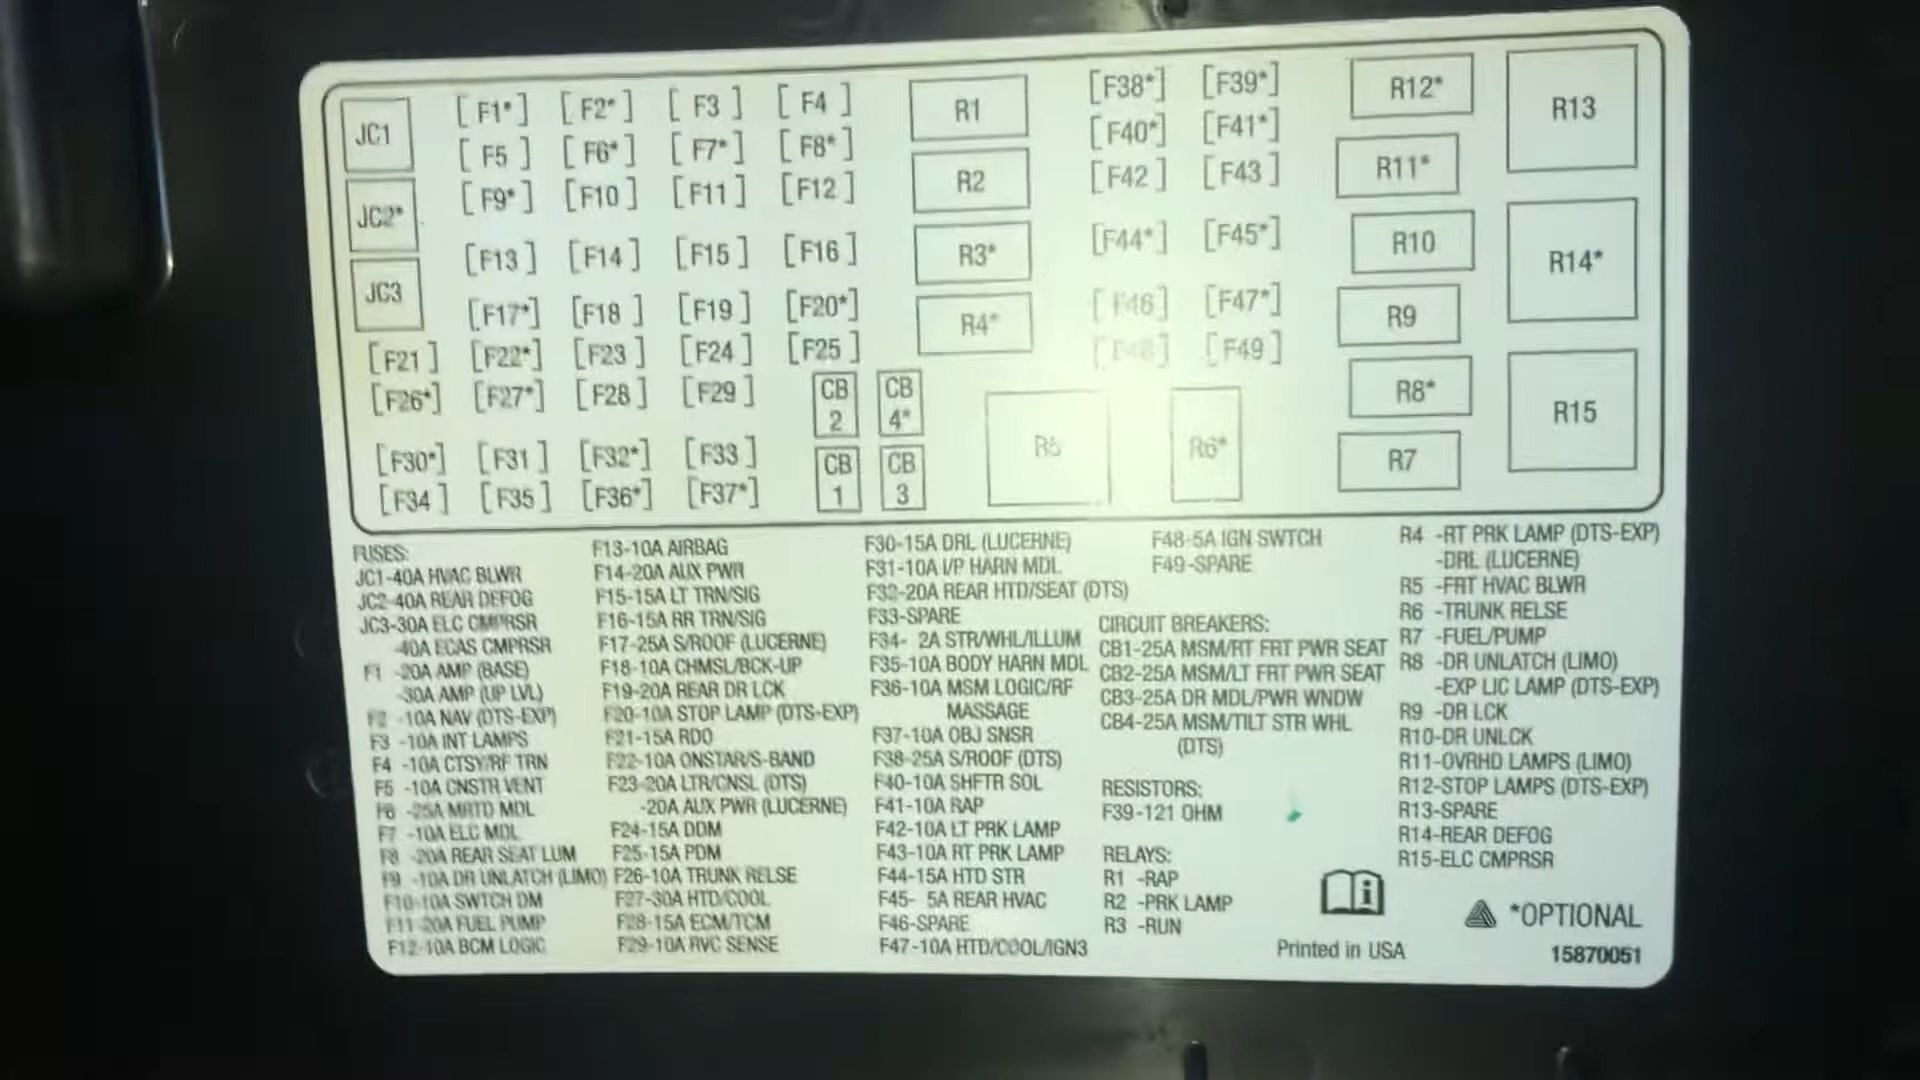 JC1 [F1*] [F2*] [F3] [F4] R1 [F38*] [F39*] R12* R13
[F5] [F6*] [F7*] [F8*] [F40*] [F41*]
JC2* [F9*] [F10] [F11] [F12] R2 [F42] [F43] R11*
JC3 [F13] [F14] [F15] [F16] R3* [F44*] [F45*] R10 R14*
[F17*] [F18] [F19] [F20*] R4* [F46] [F47*] R9
[F21] [F22*] [F23] [F24] [F25] [F48] [F49]
[F26*] [F27*] [F28] [F29] CB 2 CB 4* R5 R6* R8* R15
[F30*] [F31] [F32*] [F33] CB 1 CB 3 R7
[F34] [F35] [F36*] [F37*]
FUSES:
JC1-40A HVAC BLWR
JC2-40A REAR DEFOG
JC3-30A ELC CMPRSR
-40A ECAS CMPRSR
F1 -20A AMP (BASE)
-30A AMP (UP LVL)
F2 -10A NAV (DTS-EXP)
F3 -10A INT LAMPS
F4 -10A CTSY/RF TRN
F5 -10A CNSTR VENT
F6 -25A MRTD MDL
F7 -10A ELC MDL
F8 -20A REAR SEAT LUM
F9 -10A DR UNLATCH (LIMO)
F10-10A SWTCH DM
F11-20A FUEL PUMP
F12-10A BCM LOGIC
F13-10A AIRBAG
F14-20A AUX PWR
F15-15A LT TRN/SIG
F16-15A RR TRN/SIG
F17-25A S/ROOF (LUCERNE)
F18-10A CHMSL/BCK-UP
F19-20A REAR DR LCK
F20-10A STOP LAMP (DTS-EXP)
F21-15A RDO
F22-10A ONSTAR/S-BAND
F23-20A LTR/CNSL (DTS)
-20A AUX PWR (LUCERNE)
F24-15A DDM
F25-15A PDM
F26-10A TRUNK RELSE
F27-30A HTD/COOL
F28-15A ECM/TCM
F29-10A RVC SENSE
F30-15A DRL (LUCERNE)
F31-10A I/P HARN MDL
F32-20A REAR HTD/SEAT (DTS)
F33-SPARE
F34- 2A STR/WHL/ILLUM
F35-10A BODY HARN MDL
F36-10A MSM LOGIC/RF
MASSAGE
F37-10A OBJ SNSR
F38-25A S/ROOF (DTS)
F40-10A SHFTR SOL
F41-10A RAP
F42-10A LT PRK LAMP
F43-10A RT PRK LAMP
F44-15A HTD STR
F45- 5A REAR HVAC
F46-SPARE
F47-10A HTD/COOL/IGN3
F48-5A IGN SWTCH
F49-SPARE
CIRCUIT BREAKERS:
CB1-25A MSM/RT FRT PWR SEAT
CB2-25A MSM/LT FRT PWR SEAT
CB3-25A DR MDL/PWR WNDW
CB4-25A MSM/TILT STR WHL
(DTS)
RESISTORS:
F39-121 OHM
RELAYS:
R1 -RAP
R2 -PRK LAMP
R3 -RUN
R4 -RT PRK LAMP (DTS-EXP)
-DRL (LUCERNE)
R5 -FRT HVAC BLWR
R6 -TRUNK RELSE
R7 -FUEL/PUMP
R8 -DR UNLATCH (LIMO)
-EXP LIC LAMP (DTS-EXP)
R9 -DR LCK
R10-DR UNLCK
R11-OVRHD LAMPS (LIMO)
R12-STOP LAMPS (DTS-EXP)
R13-SPARE
R14-REAR DEFOG
R15-ELC CMPRSR
*OPTIONAL
Printed in USA
15870051